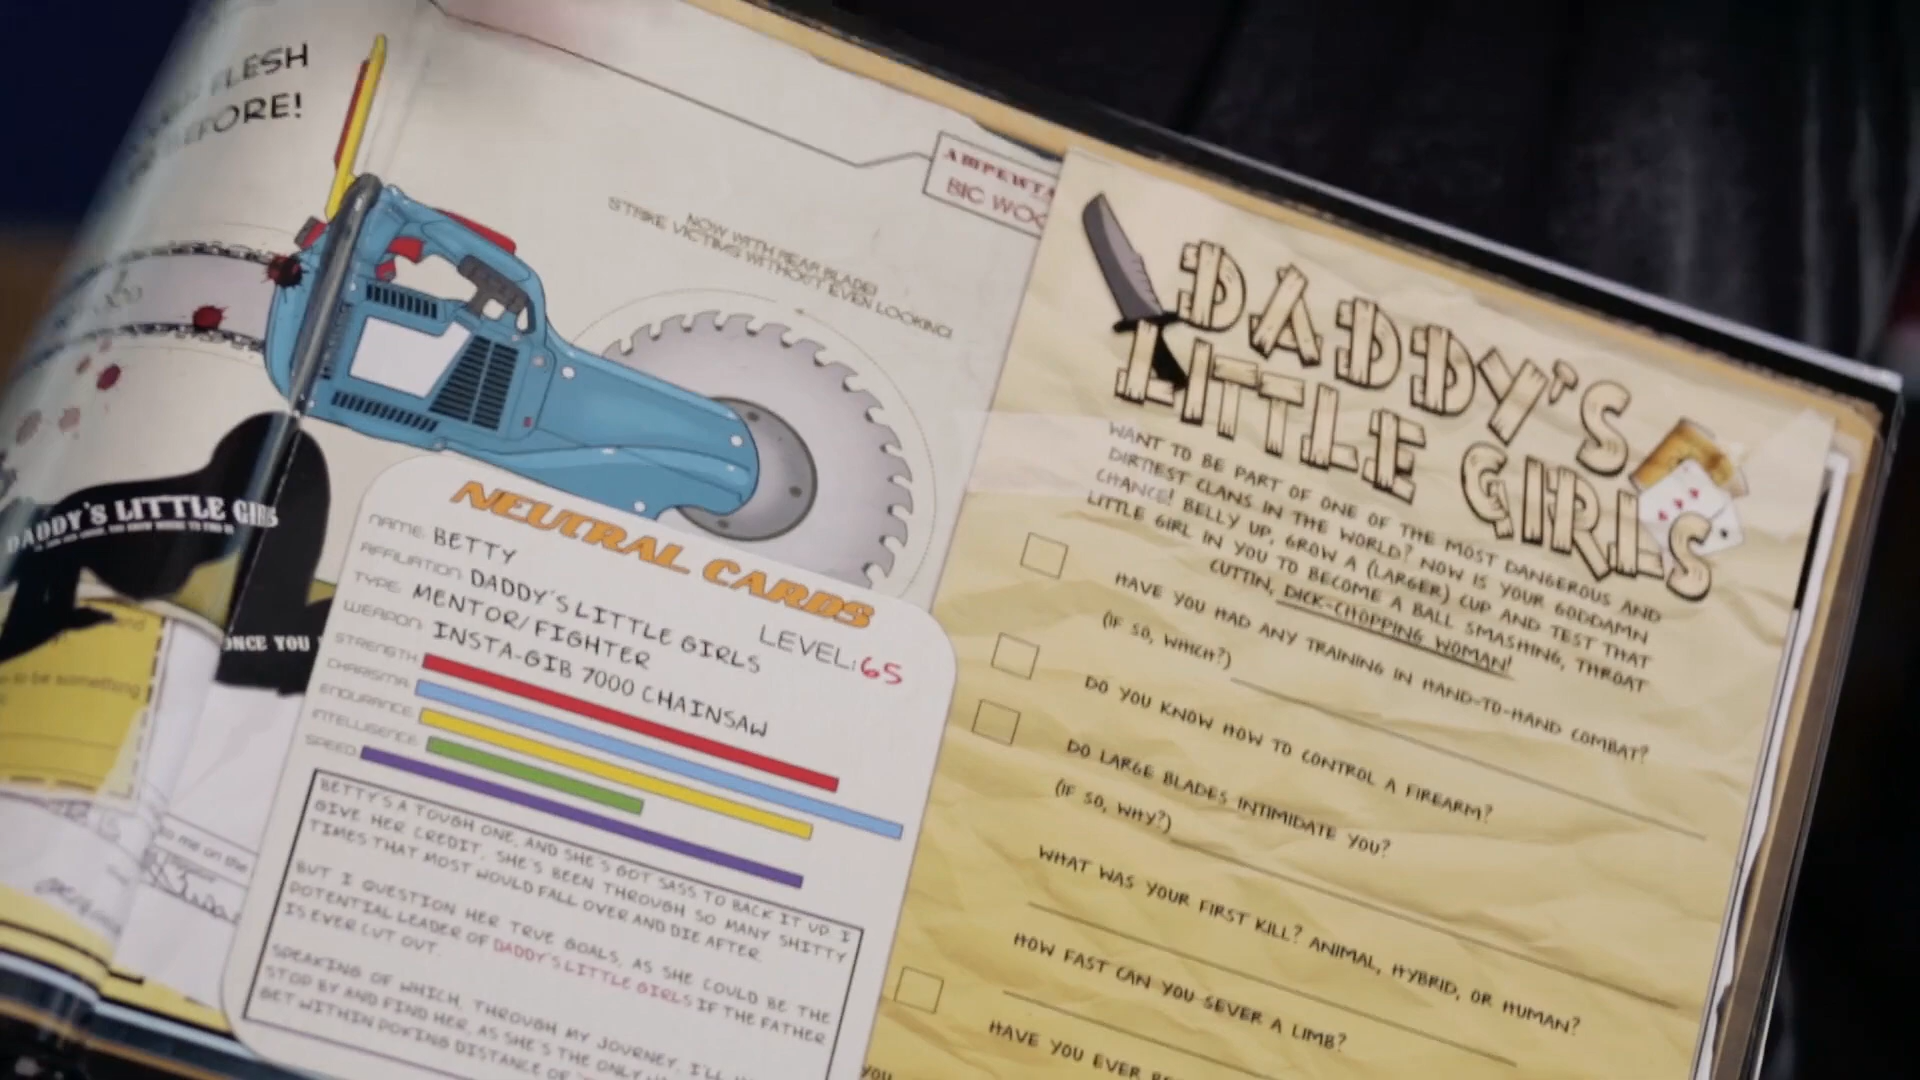 FLESH
BEFORE!
NOW WITH REAR BLADE!
STRIKE VICTIMS WITHOUT EVEN LOOKING!
DADDY'S LITTLE GIRLS
ONCE YOU
to be something
to me on the
NEUTRAL CARDS
LEVEL: 65
NAME: BETTY
AFFILIATION: DADDY'S LITTLE GIRLS
TYPE: MENTOR/FIGHTER
WEAPON: INSTA-GIB 7000 CHAINSAW
STRENGTH:
CHARISMA:
ENDURANCE:
INTELLIGENCE:
SPEED:
BETTY'S A TOUGH ONE, AND SHE'S GOT SASS TO BACK IT UP. I
GIVE HER CREDIT, SHE'S BEEN THROUGH SO MANY SHITTY
TIMES THAT MOST WOULD FALL OVER AND DIE AFTER.
BUT I QUESTION HER TRUE GOALS, AS SHE COULD BE THE
POTENTIAL LEADER OF DADDY'S LITTLE GIRLS IF THE FATHER
IS EVER CUT OUT.
SPEAKING OF WHICH, THROUGH MY JOURNEY, I'LL
STOP BY AND FIND HER, AS SHE'S THE ONLY
GET WITHIN POKING DISTANCE OF
BIG
DADDY'S
LITTLE GIRLS
WANT TO BE PART OF ONE OF THE MOST DANGEROUS AND
DIRTIEST CLANS IN THE WORLD? NOW IS YOUR GODDAMN
CHANCE! BELLY UP, GROW A (LARGER) CUP AND TEST THAT
LITTLE GIRL IN YOU TO BECOME A BALL SMASHING, THROAT
CUTTIN, DICK-CHOPPING WOMAN!
HAVE YOU HAD ANY TRAINING IN HAND-TO-HAND COMBAT?
(IF SO, WHICH?)
DO YOU KNOW HOW TO CONTROL A FIREARM?
DO LARGE BLADES INTIMIDATE YOU?
(IF SO, WHY?)
WHAT WAS YOUR FIRST KILL? ANIMAL, HYBRID, OR HUMAN?
HOW FAST CAN YOU SEVER A LIMB?
HAVE YOU EVER
YOU